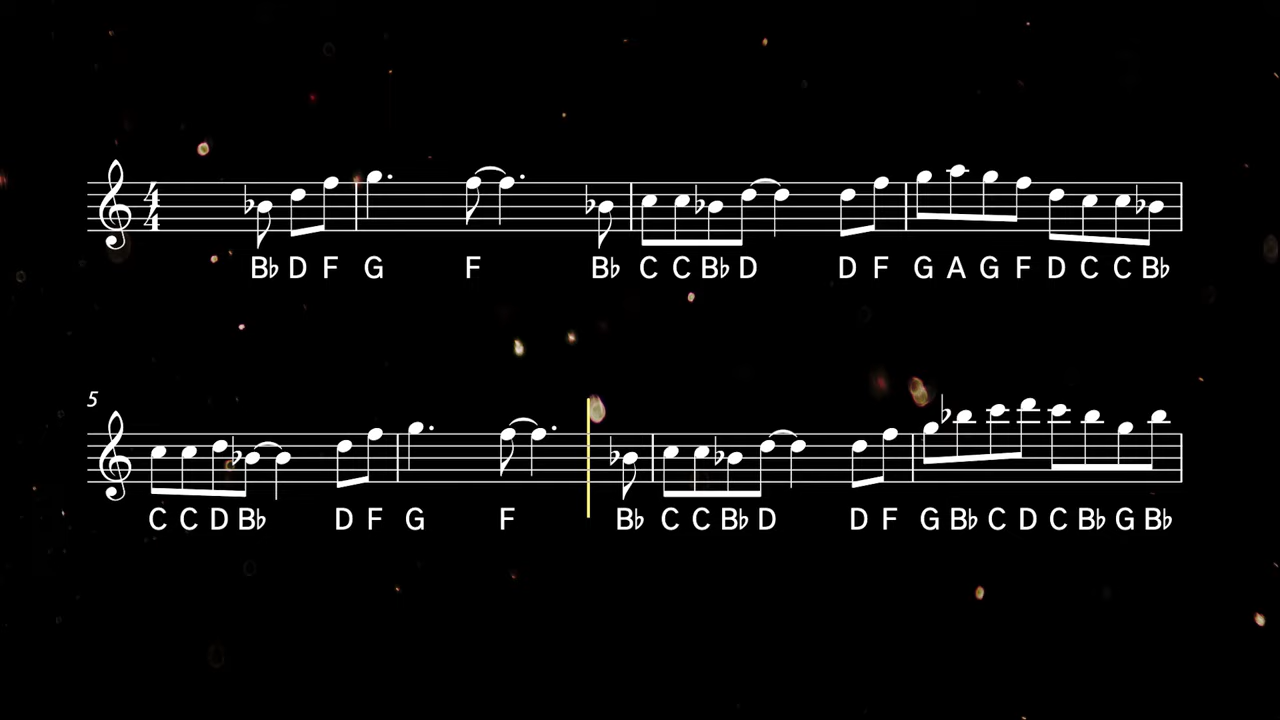 4
4
B♭ D F G F B♭ C C B♭ D D F G A G F D C C B♭
5
C C D B♭ D F G F B♭ C C B♭ D D F G B♭ C D C B♭ G B♭